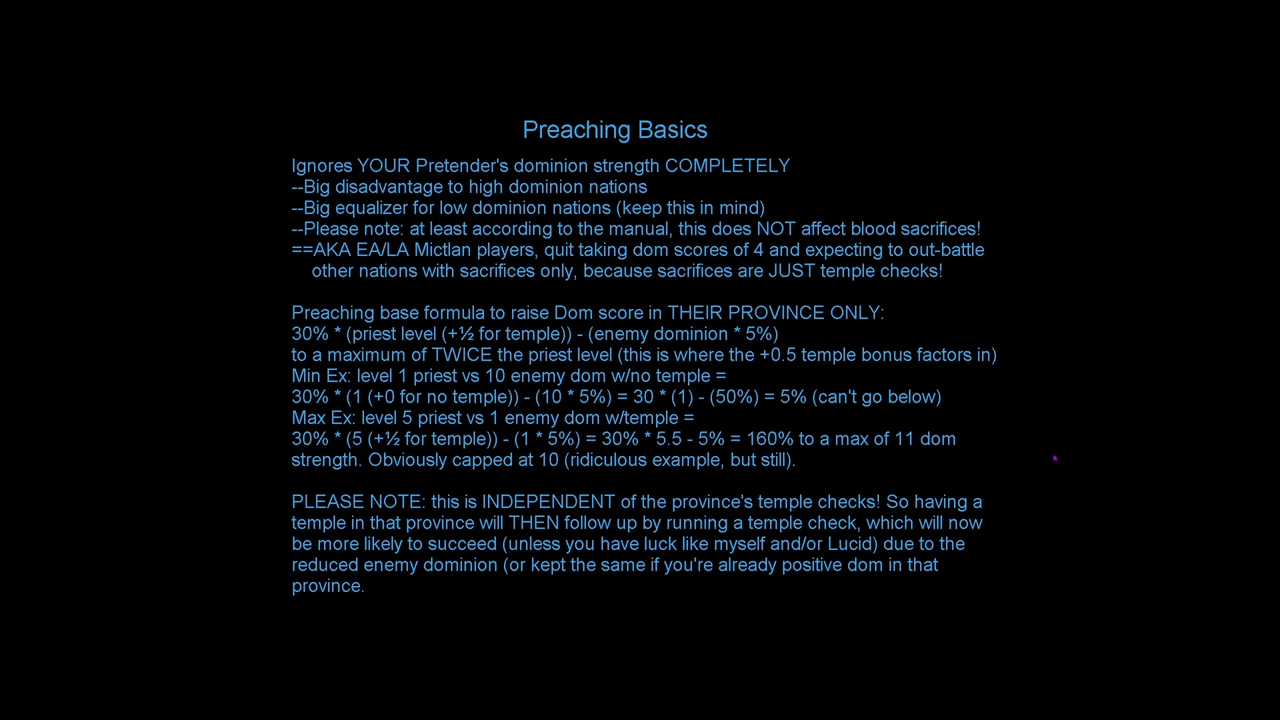 Preaching Basics
Ignores YOUR Pretender's dominion strength COMPLETELY
--Big disadvantage to high dominion nations
--Big equalizer for low dominion nations (keep this in mind)
--Please note: at least according to the manual, this does NOT affect blood sacrifices!
==AKA EA/LA Mictlan players, quit taking dom scores of 4 and expecting to out-battle
other nations with sacrifices only, because sacrifices are JUST temple checks!
Preaching base formula to raise Dom score in THEIR PROVINCE ONLY:
30% * (priest level (+½ for temple)) - (enemy dominion * 5%)
to a maximum of TWICE the priest level (this is where the +0.5 temple bonus factors in)
Min Ex: level 1 priest vs 10 enemy dom w/no temple =
30% * (1 (+0 for no temple)) - (10 * 5%) = 30 * (1) - (50%) = 5% (can't go below)
Max Ex: level 5 priest vs 1 enemy dom w/temple =
30% * (5 (+½ for temple)) - (1 * 5%) = 30% * 5.5 - 5% = 160% to a max of 11 dom
strength. Obviously capped at 10 (ridiculous example, but still).
PLEASE NOTE: this is INDEPENDENT of the province's temple checks! So having a
temple in that province will THEN follow up by running a temple check, which will now
be more likely to succeed (unless you have luck like myself and/or Lucid) due to the
reduced enemy dominion (or kept the same if you're already positive dom in that
province.